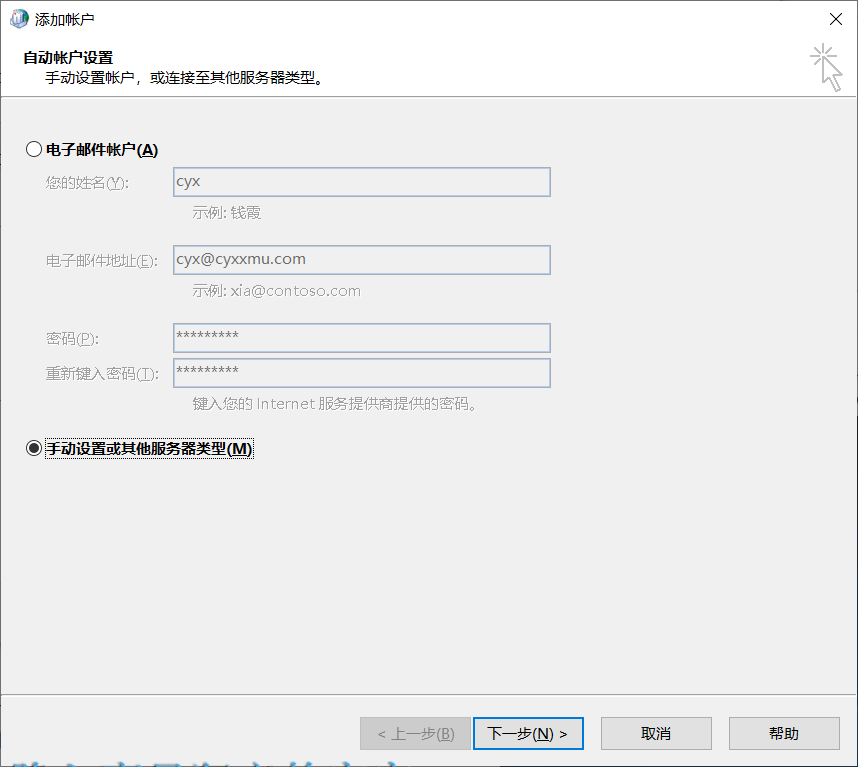 添加帐户
自动帐户设置
手动设置帐户，或连接至其他服务器类型。
电子邮件帐户(A)
您的姓名(Y): cyx
示例: 钱霞
电子邮件地址(E): cyx@cyxxmu.com
示例: xia@contoso.com
密码(P): *********
重新键入密码(T): *********
键入您的 Internet 服务提供商提供的密码。
手动设置或其他服务器类型(M)
< 上一步(B) 下一步(N) > 取消 帮助